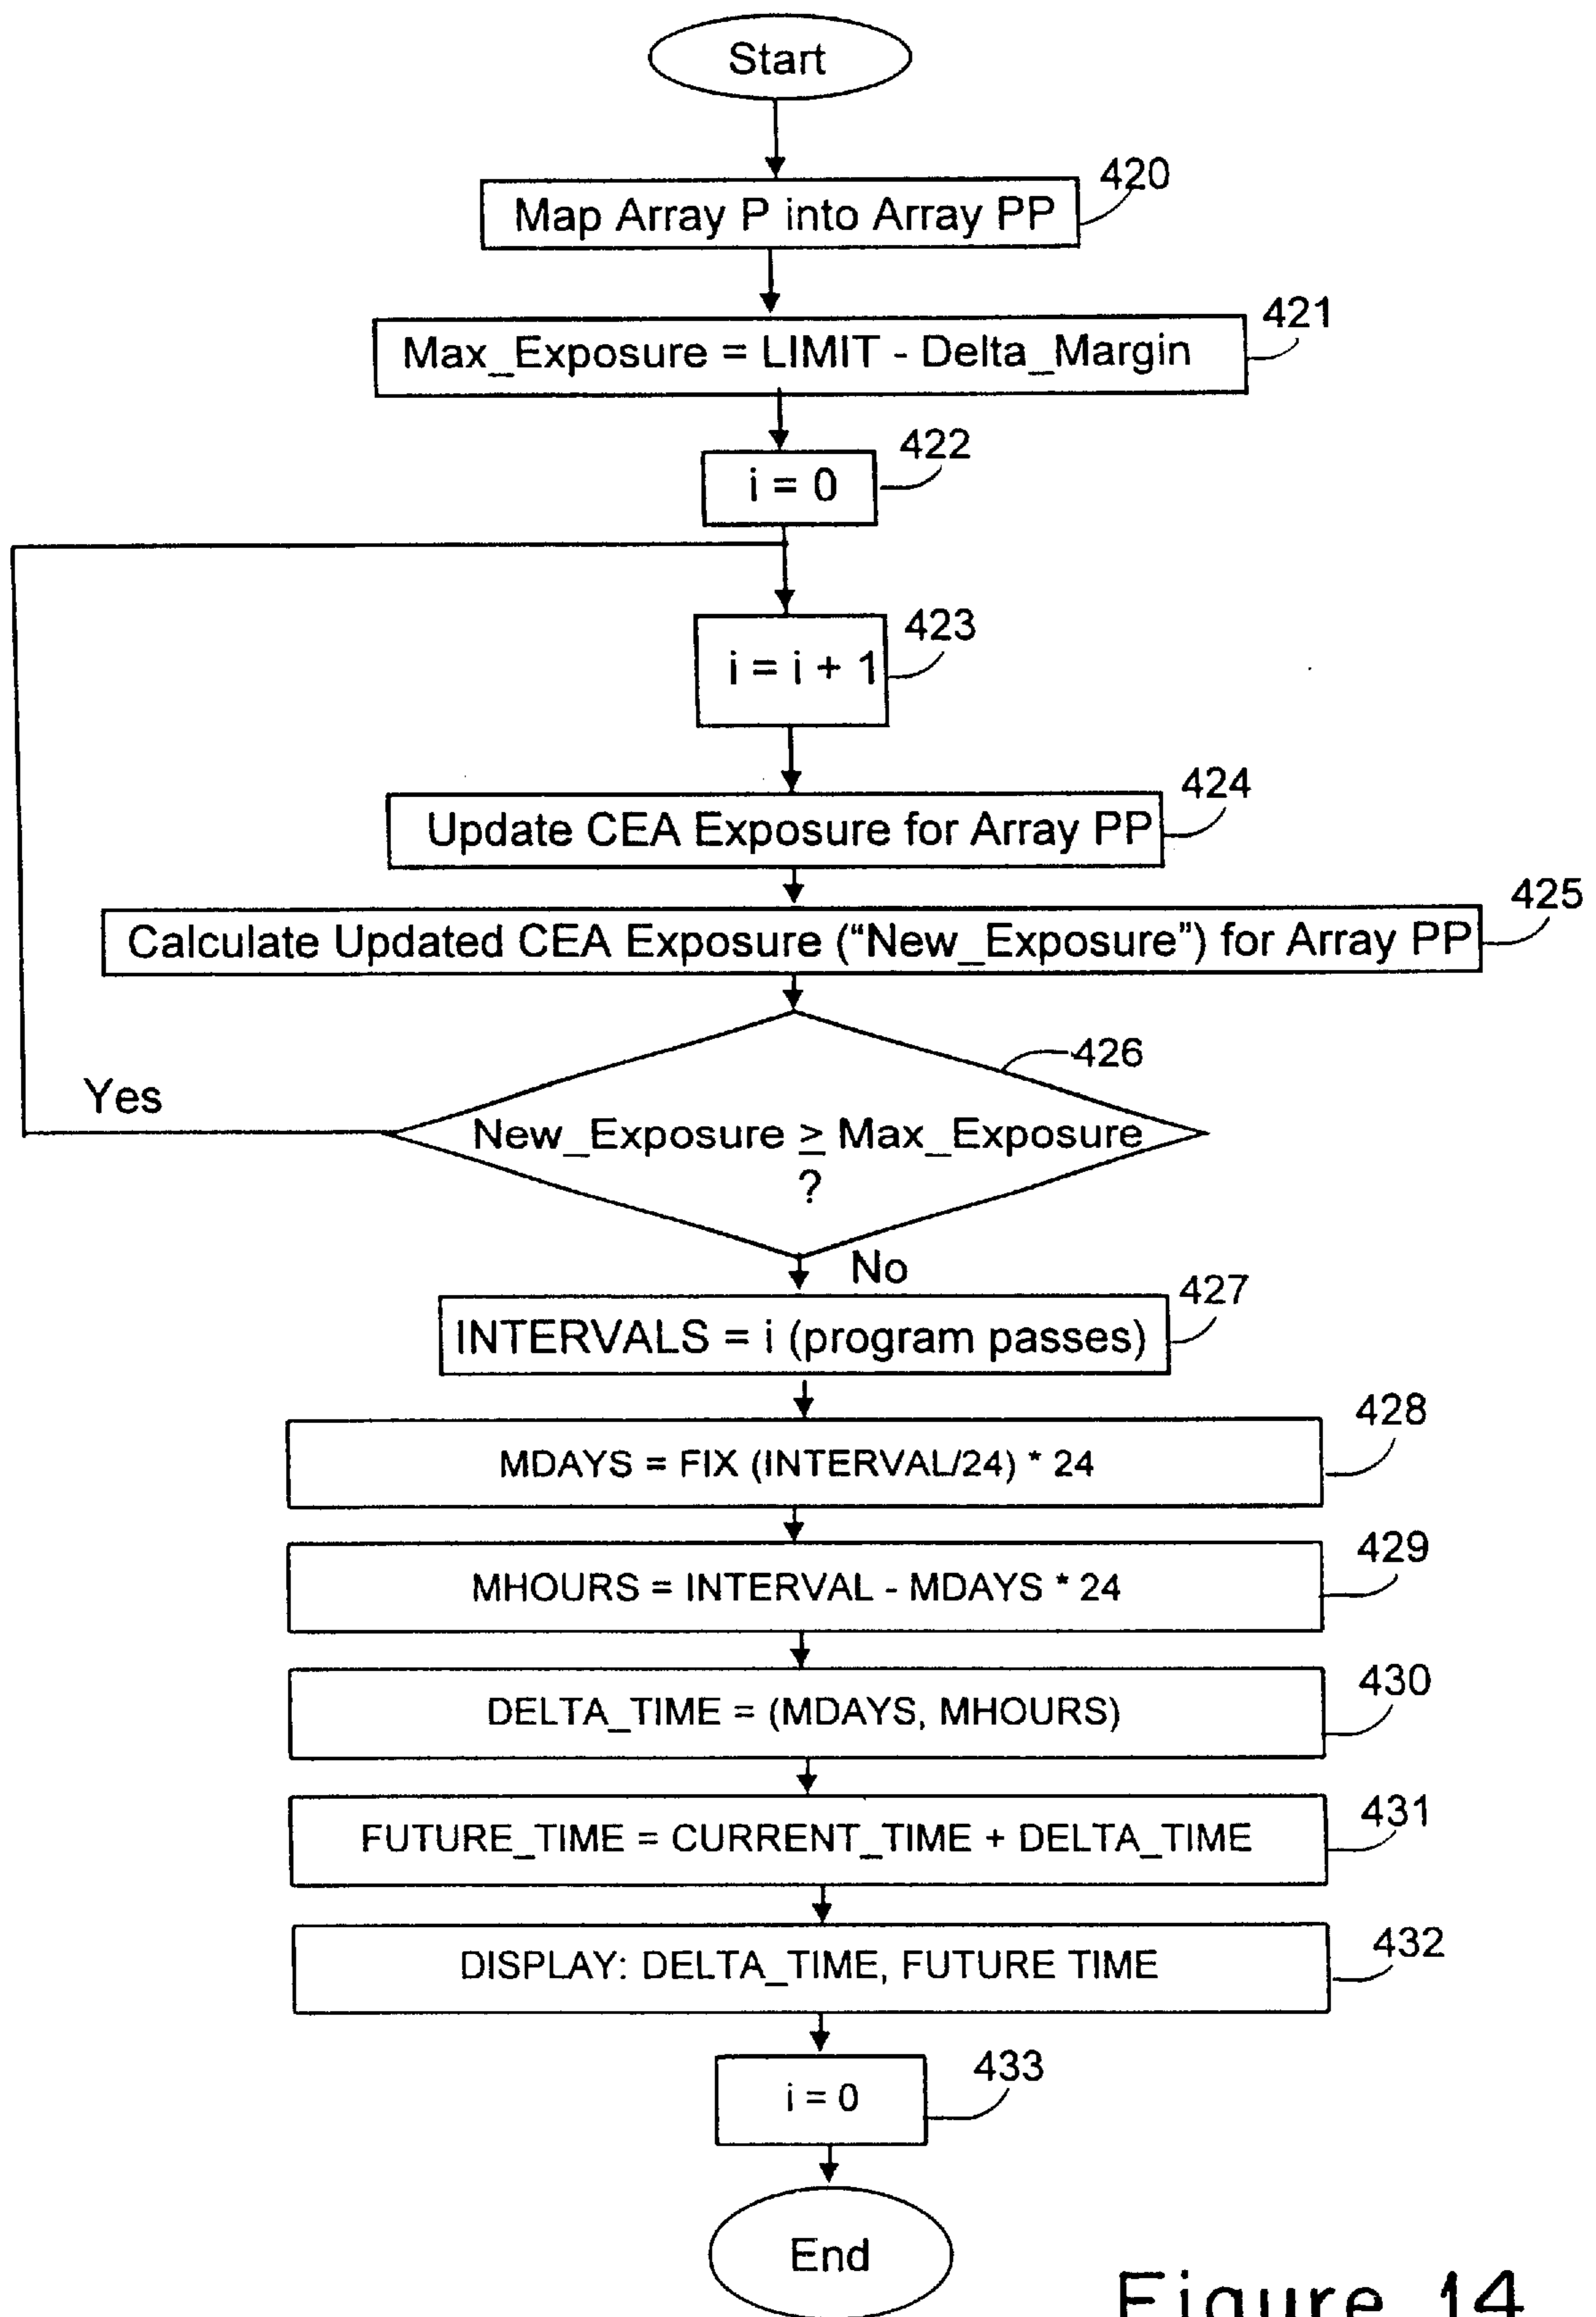 Start
420
Map Array P into Array PP
421
Max_Exposure = LIMIT - Delta_Margin
422
i = 0
423
i = i + 1
424
Update CEA Exposure for Array PP
425
Calculate Updated CEA Exposure (“New_Exposure”) for Array PP
426
Yes
New_Exposure ≥ Max_Exposure
?
No
427
INTERVALS = i (program passes)
428
MDAYS = FIX (INTERVAL/24) * 24
429
MHOURS = INTERVAL - MDAYS * 24
430
DELTA_TIME = (MDAYS, MHOURS)
431
FUTURE_TIME = CURRENT_TIME + DELTA_TIME
432
DISPLAY: DELTA_TIME, FUTURE TIME
433
i = 0
End
Figure 14